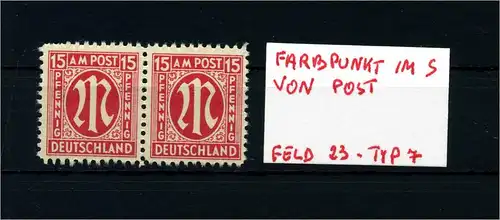 15 AM POST 15
PFENNIG
PFENNIG
M
DEUTSCHLAND
15 AM POST 15
PFENNIG
PFENNIG
M
DEUTSCHLAND
FARBPUNKT IM S
VON POST
FELD 23 - TYP 7